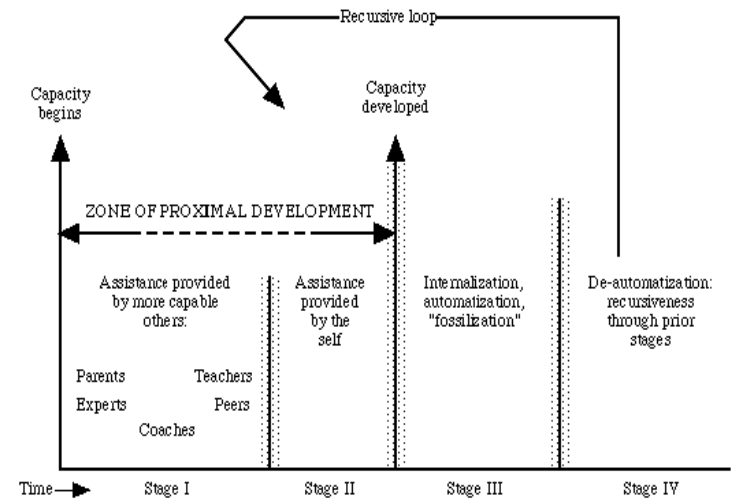 Recursive loop
Capacity
begins
Capacity
developed
ZONE OF PROXIMAL DEVELOPMENT
Assistance provided
by more capable
others:
Parents
Teachers
Experts
Peers
Coaches
Assistance
provided
by the
self
Internalization,
automatization,
"fossilization"
De-automatization:
recursiveness
through prior
stages
Time
Stage I
Stage II
Stage III
Stage IV